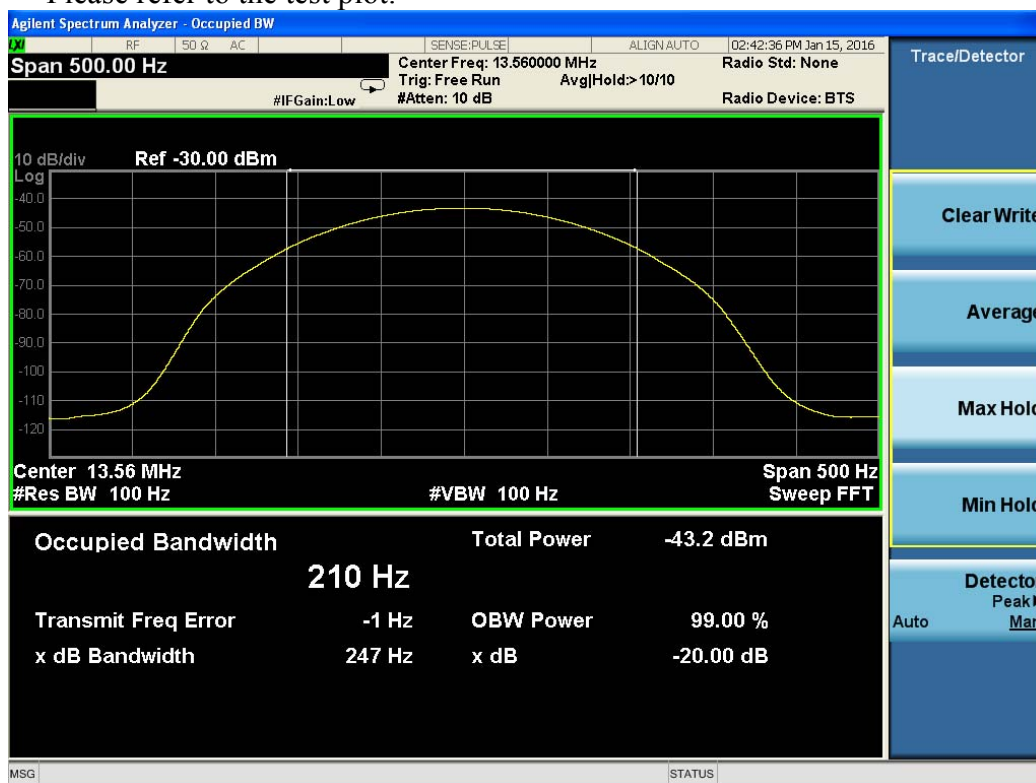 Please refer to the test plot.
Agilent Spectrum Analyzer - Occupied BW
LXI RF 50 Ω AC SENSE:PULSE ALIGN AUTO 02:42:36 PM Jan 15, 2016
Span 500.00 Hz
Center Freq: 13.560000 MHz Radio Std: None
Trig: Free Run Avg|Hold:> 10/10
#IFGain:Low #Atten: 10 dB Radio Device: BTS
10 dB/div Ref -30.00 dBm
Log
-40.0
-50.0
-60.0
-70.0
-80.0
-90.0
-100
-110
-120
Center 13.56 MHz Span 500 Hz
#Res BW 100 Hz #VBW 100 Hz Sweep FFT
Occupied Bandwidth Total Power -43.2 dBm
210 Hz
Transmit Freq Error -1 Hz OBW Power 99.00 %
x dB Bandwidth 247 Hz x dB -20.00 dB
MSG STATUS
Trace/Detector
Clear Write
Average
Max Hold
Min Hold
Detector
Peak
Auto Man